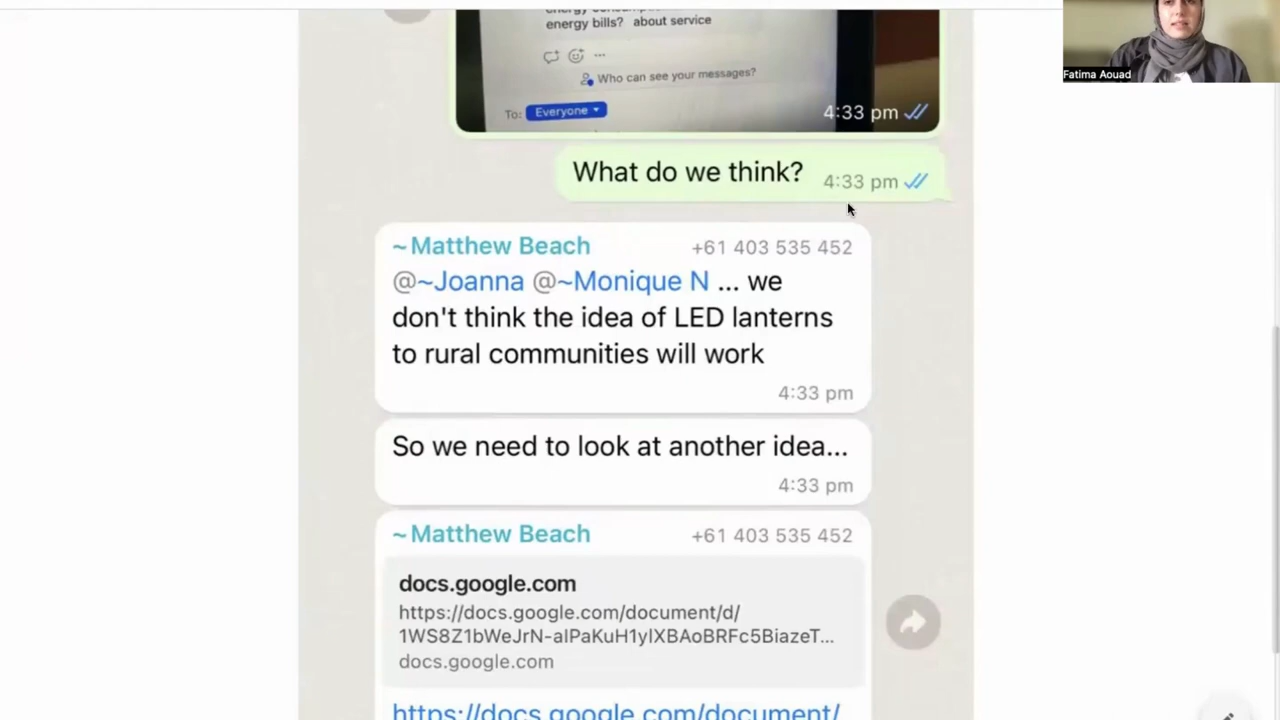 energy bills? about service
Who can see your messages?
To: Everyone
4:33 pm
Fatima Aouad
What do we think?
4:33 pm
~Matthew Beach +61 403 535 452
@~Joanna @~Monique N ... we
don't think the idea of LED lanterns
to rural communities will work
4:33 pm
So we need to look at another idea...
4:33 pm
~Matthew Beach +61 403 535 452
docs.google.com
https://docs.google.com/document/d/
1WS8Z1bWeJrN-alPaKuH1ylXBAoBRFc5BiazeT...
docs.google.com
https://docs.google.com/document/